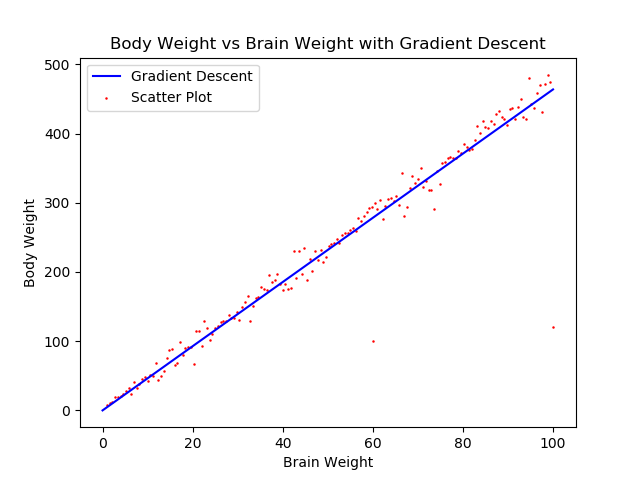 Body Weight vs Brain Weight with Gradient Descent
Gradient Descent
Scatter Plot
500
400
300
200
100
0
Body Weight
0 20 40 60 80 100
Brain Weight